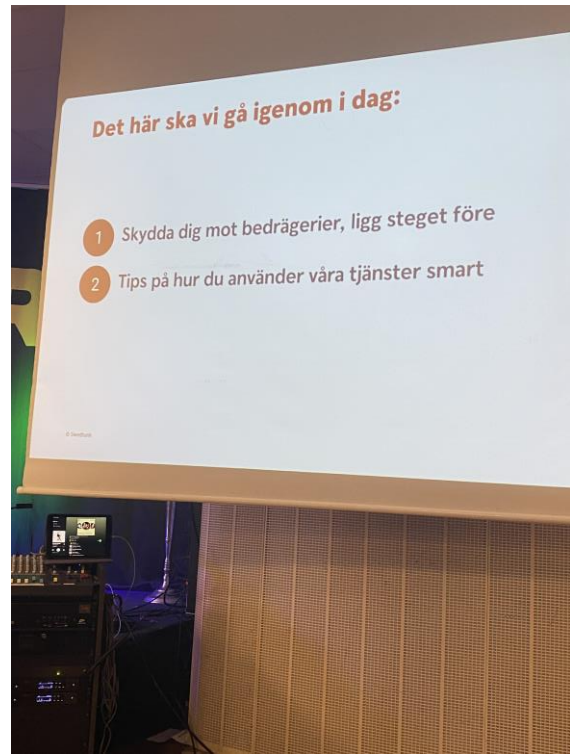 Det här ska vi gå igenom i dag:
1 Skydda dig mot bedrägerier, ligg steget före
2 Tips på hur du använder våra tjänster smart